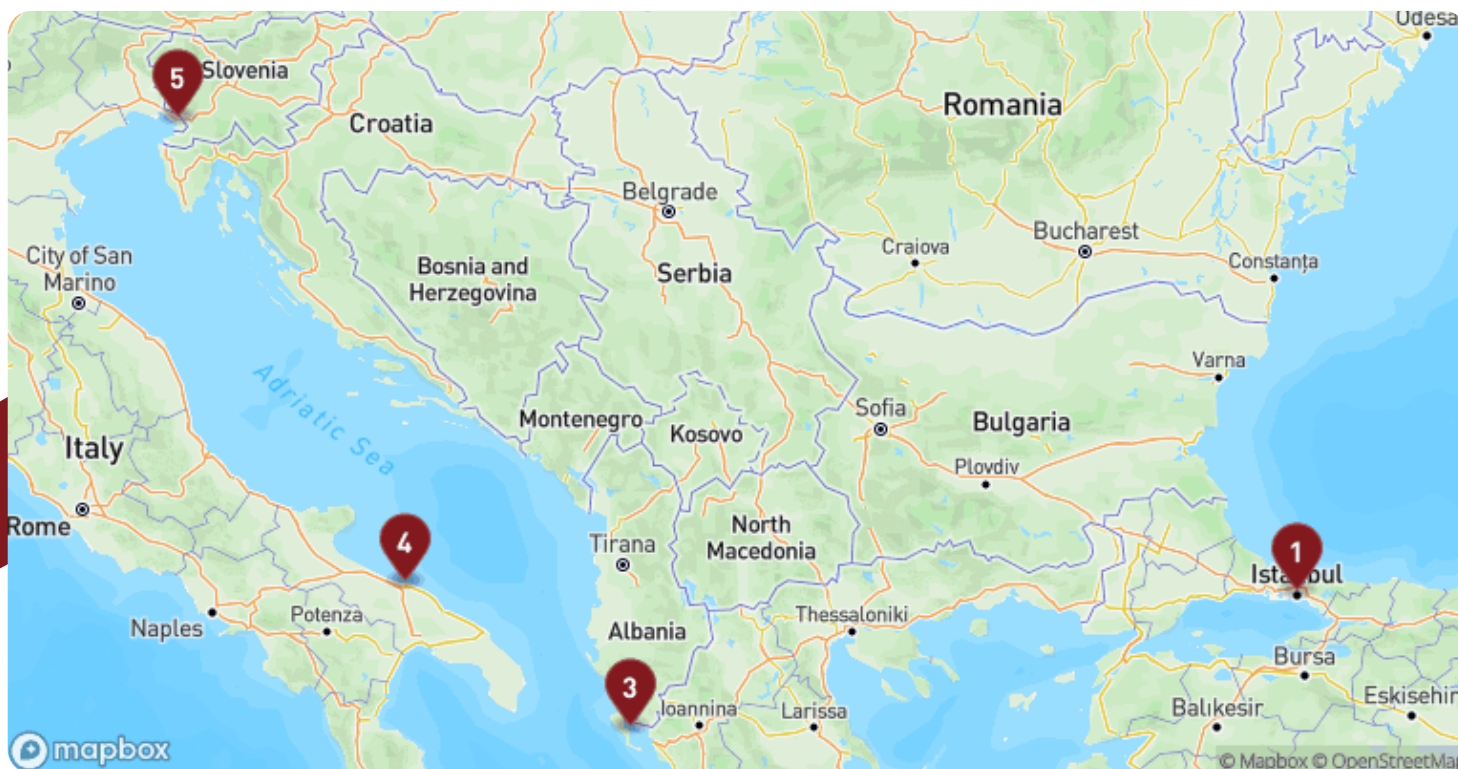 Odesa
5
Slovenia
Romania
Croatia
Belgrade
Bucharest
City of San
Marino
Craiova
Constanța
Bosnia and
Herzegovina
Serbia
Adriatic Sea
Varna
Montenegro
Kosovo
Sofia
Bulgaria
Italy
Plovdiv
Rome
4
Tirana
North
Macedonia
1
Istanbul
Naples
Potenza
Albania
Thessaloniki
3
Ioannina
Larissa
Bursa
Balıkesir
Eskisehir
mapbox
© Mapbox © OpenStreetMap